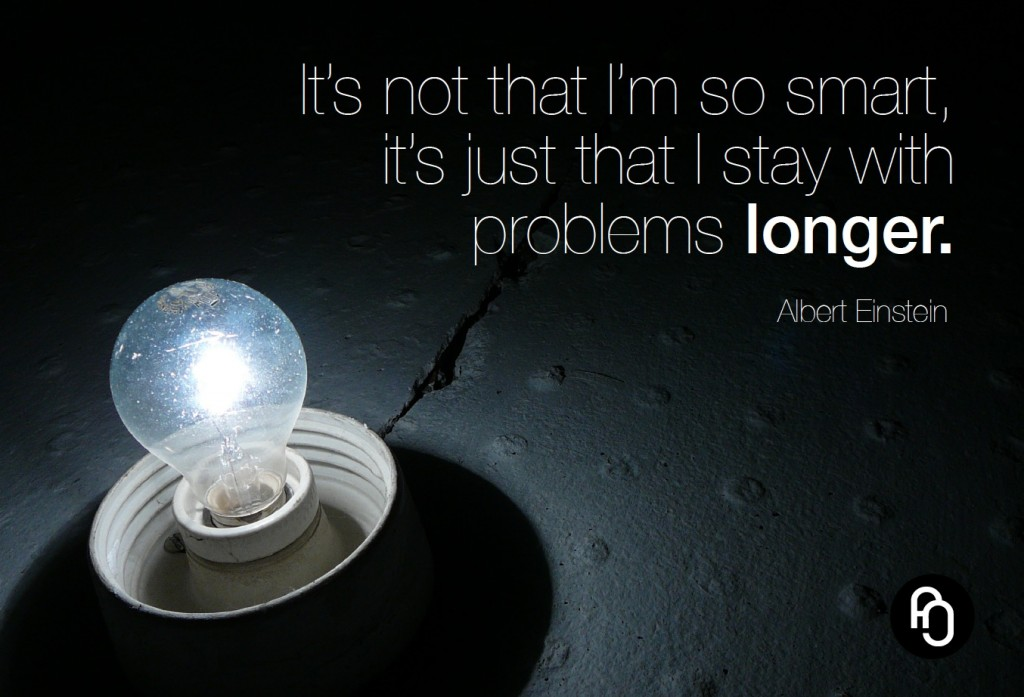 It's not that I'm so smart,
it's just that I stay with
problems longer.
Albert Einstein